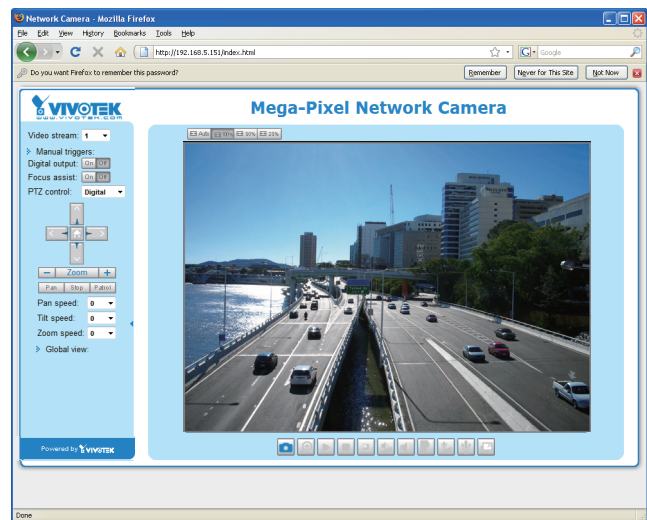 Network Camera - Mozilla Firefox
File Edit View History Bookmarks Tools Help
http://192.168.5.151/index.html
Google
Do you want Firefox to remember this password?
Remember Never for This Site Not Now
VIVOTEK
WWW.VIVOTEK.COM
Mega-Pixel Network Camera
Video stream: 1
Auto 100% 50% 25%
Manual triggers:
Digital output: On Off
Focus assist: On Off
PTZ control: Digital
Zoom
Pan Stop Patrol
Pan speed: 0
Tilt speed: 0
Zoom speed: 0
Global view:
Powered by VIVOTEK
Done